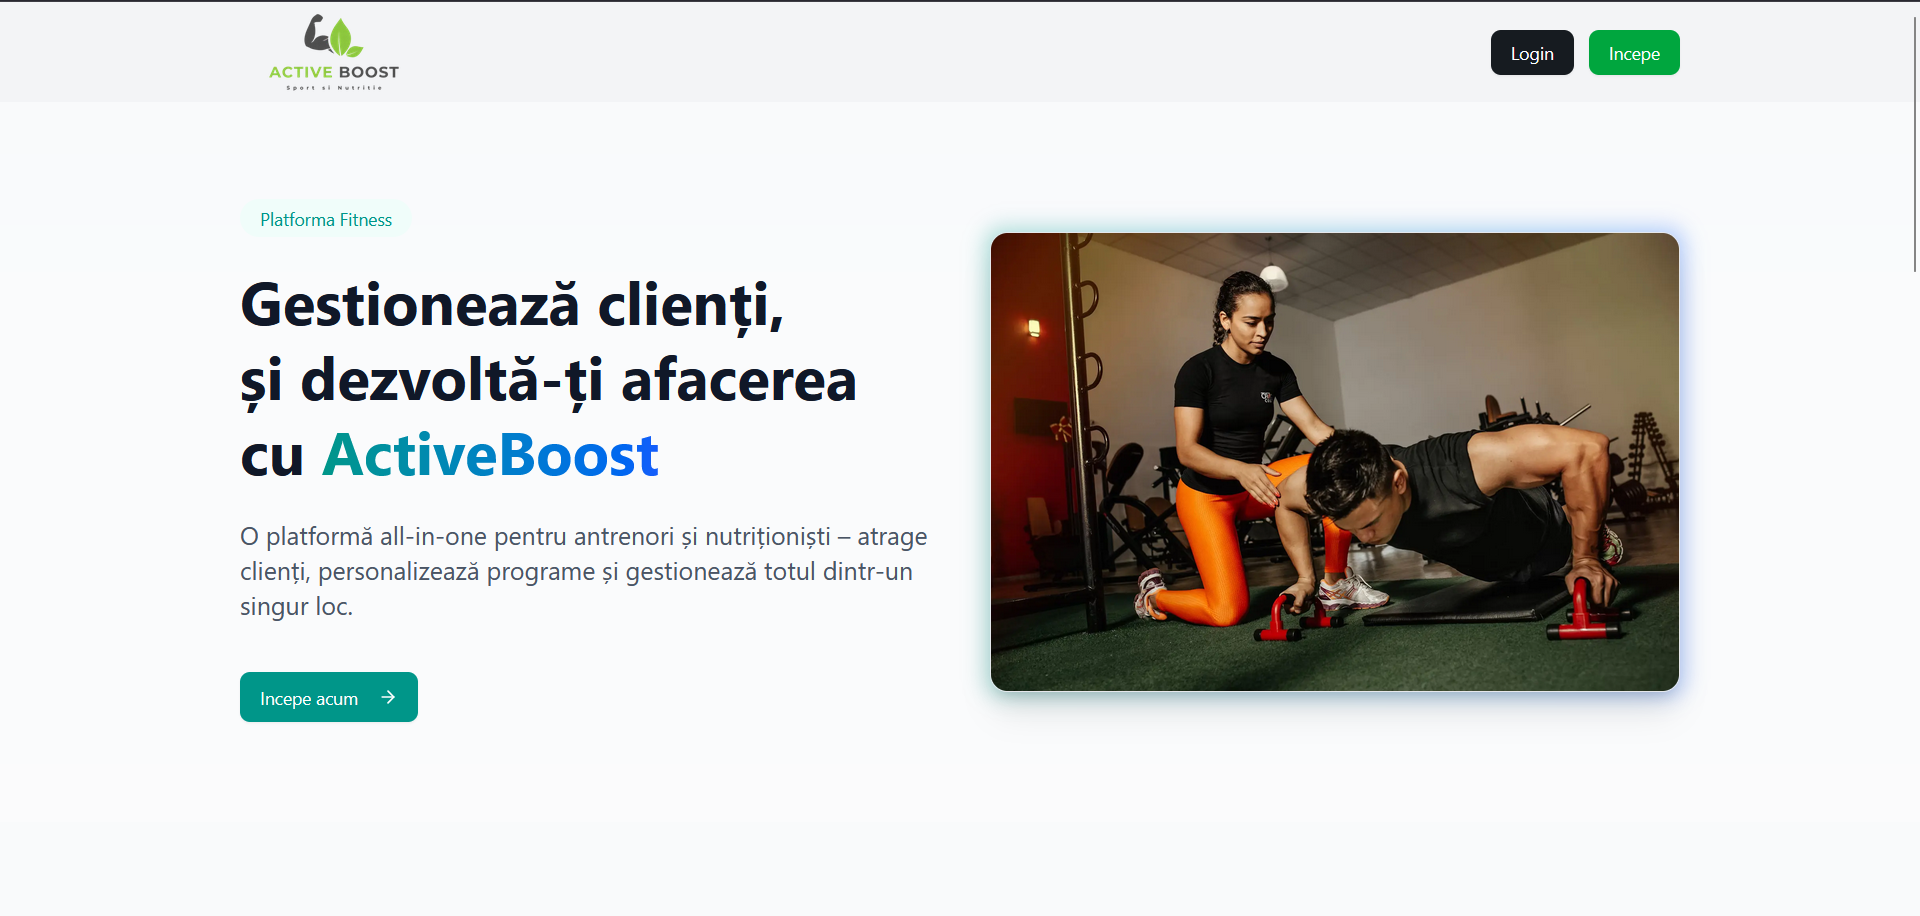 ACTIVE BOOST
Sport si Nutritie
Login
Incepe
Platforma Fitness
Gestionează clienți,
și dezvoltă-ți afacerea
cu ActiveBoost
O platformă all-in-one pentru antrenori și nutriționiști – atrage
clienți, personalizează programe și gestionează totul dintr-un
singur loc.
Incepe acum